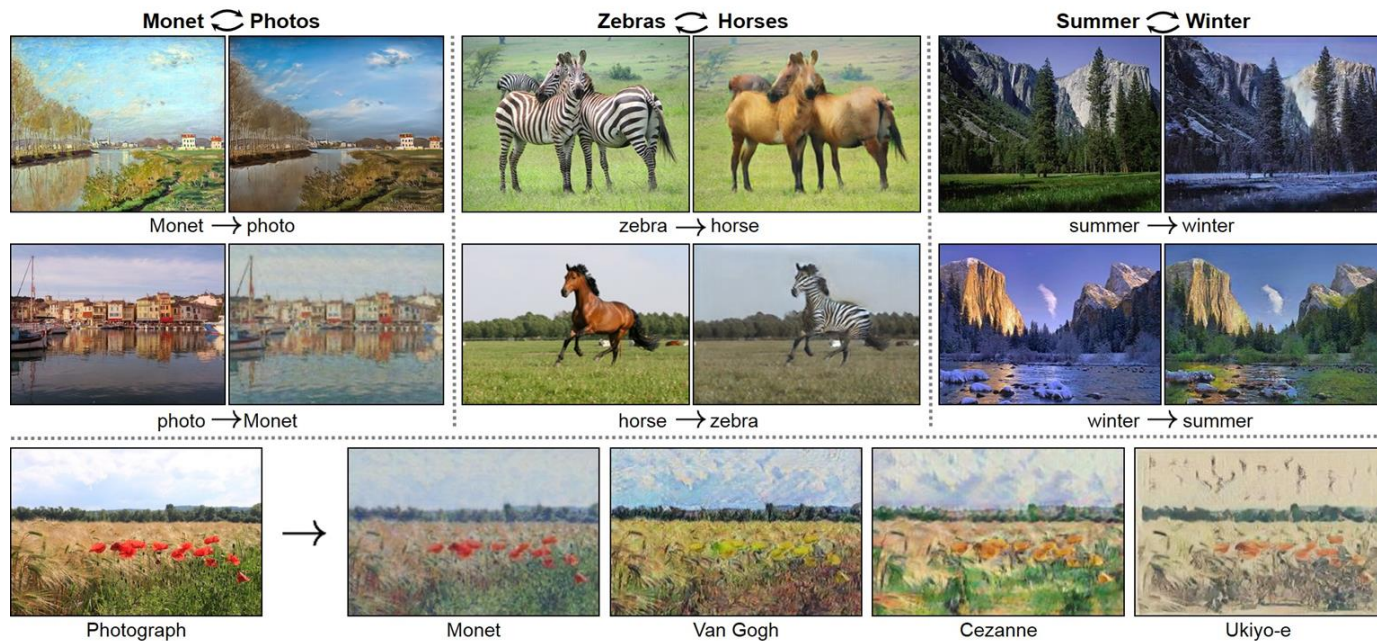 Monet ⇄ Photos
Zebras ⇄ Horses
Summer ⇄ Winter
Monet → photo
zebra → horse
summer → winter
photo → Monet
horse → zebra
winter → summer
Photograph
Monet
Van Gogh
Cezanne
Ukiyo-e